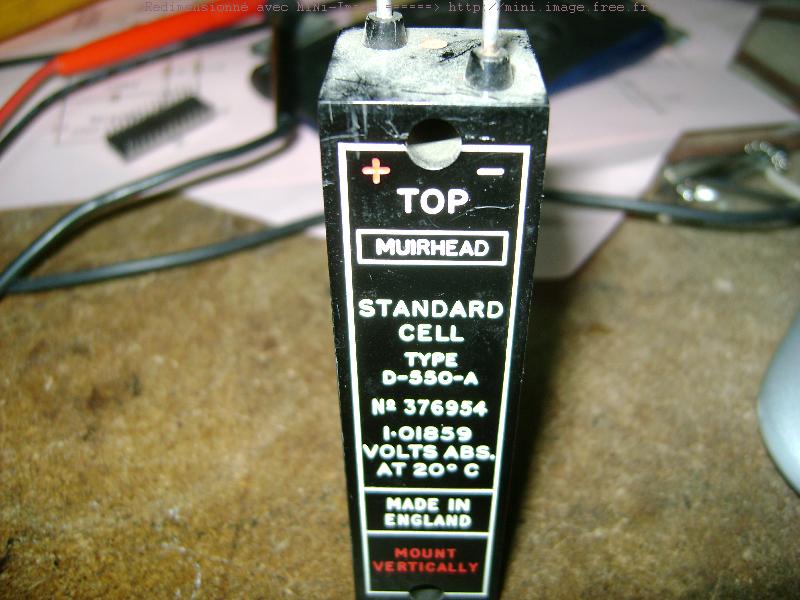 Redimensionné avec MiNi-Image ======> http://mini.image.free.fr
+ −
TOP
MUIRHEAD
STANDARD
CELL
TYPE
D-550-A
Nº 376954
1·01859
VOLTS ABS.
AT 20° C
MADE IN
ENGLAND
MOUNT
VERTICALLY